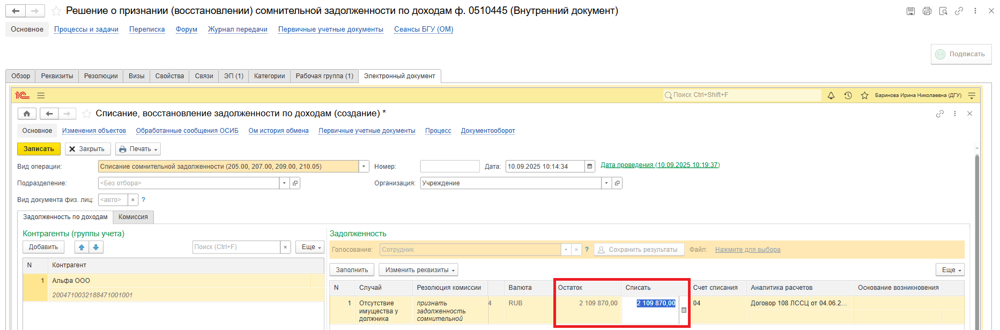 Решение о признании (восстановлении) сомнительной задолженности по доходам ф. 0510445 (Внутренний документ)
Основное Процессы и задачи Переписка Форум Журнал передачи Первичные учетные документы Сеансы БГУ (ОМ)
Подписать
Обзор Реквизиты Резолюции Визы Свойства Связи ЭП (1) Категории Рабочая группа (1) Электронный документ
1С Поиск Ctrl+Shift+F Баринова Ирина Николаевна (ДГУ)
Списание, восстановление задолженности по доходам (создание) *
Основное Изменения объектов Обработанные сообщения ОСИБ Ом история обмена Первичные учетные документы Процесс Документооборот
Записать Закрыть Печать
Вид операции: Списание сомнительной задолженности (205.00, 207.00, 209.00, 210.05) Номер: Дата: 10.09.2025 10:14:34 Дата проведения (10.09.2025 10:19:37)
Подразделение: <Без отбора> Организация: Учреждение
Вид документа физ. лиц: <авто> × ?
Задолженность по доходам Комиссия
Контрагенты (группы учета) Задолженность
Добавить Поиск (Ctrl+F) × Еще
Голосование: Сотрудник × ? Сохранить результаты Файл: Нажмите для выбора
Заполнить Изменить реквизиты Еще
N Контрагент
1 Альфа ООО
2004710032188471001001
N Случай Резолюция комиссии Валюта Остаток Списать Счет списания Аналитика расчетов Основание возникновения
1 Отсутствие признать 4 RUB 2 109 870,00 2 109 870,00 04 Договор 108 ЛССЦ от 04.06.2...
имущества у задолженность
должника сомнительной